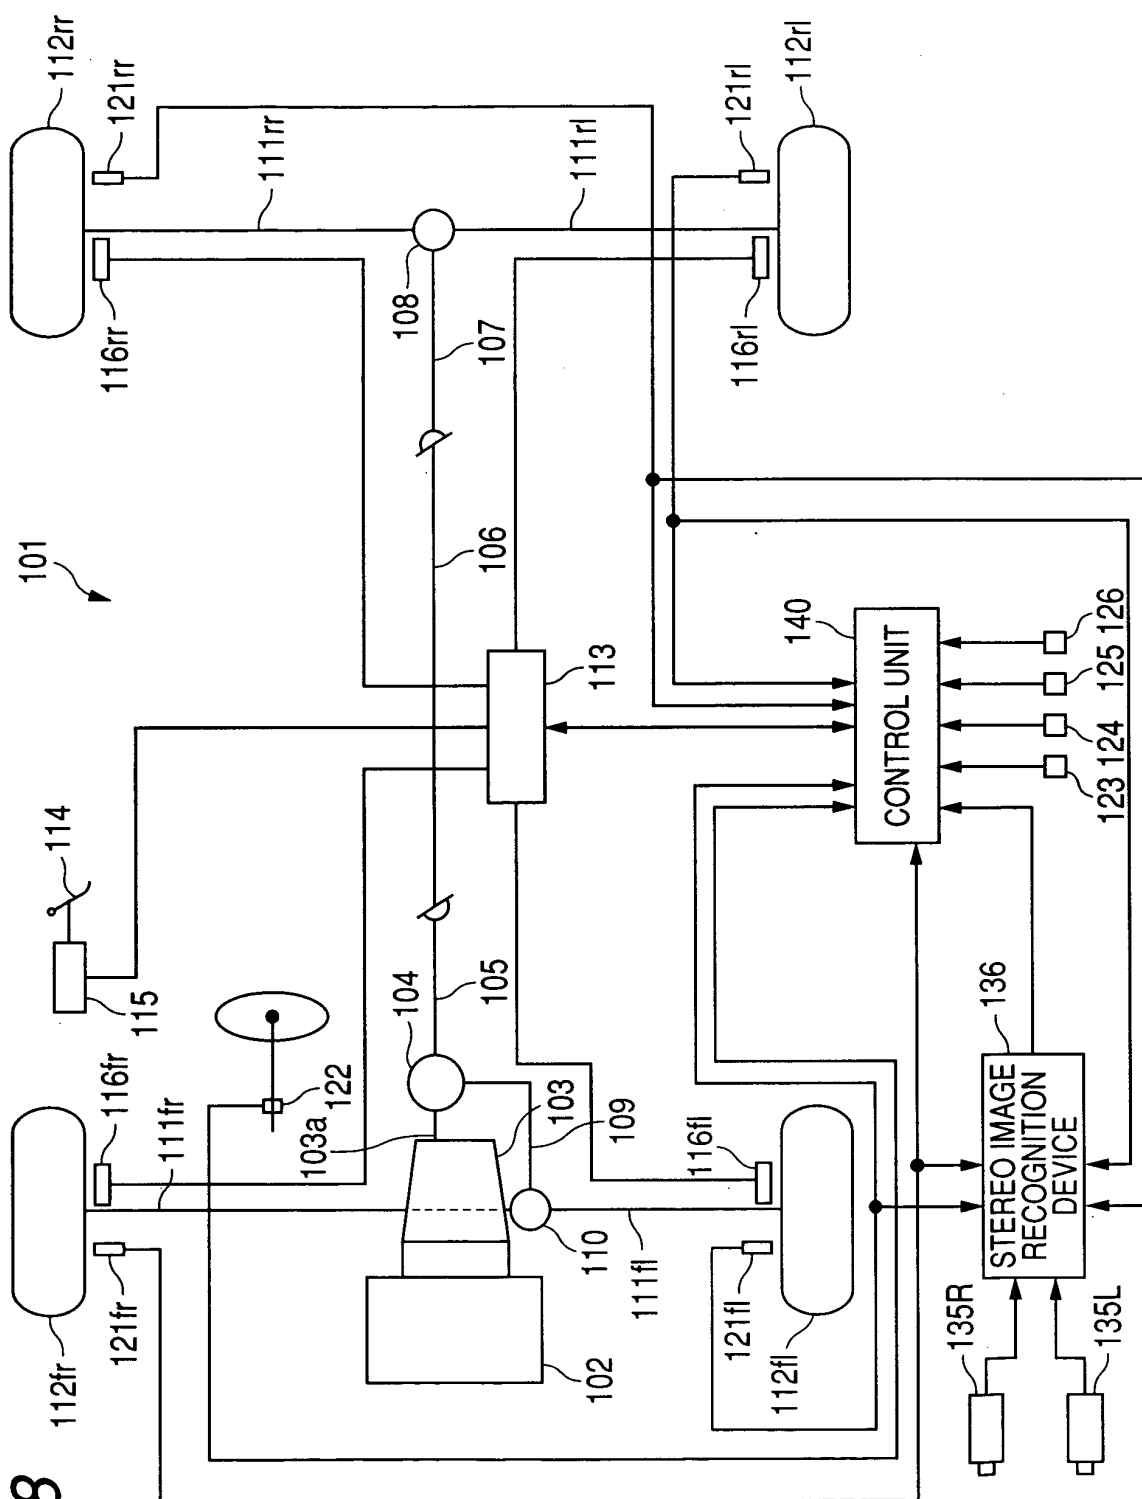 8
101
112fr
121fr
116fr
111fr
115
114
122
112rr
121rr
116rr
111rr
102
103a
103
104
105
109
110
106
107
108
113
111rl
111fl
116fl
121fl
112fl
116rl
121rl
112rl
140
CONTROL UNIT
123
124
125
126
136
STEREO IMAGE
RECOGNITION
DEVICE
135R
135L